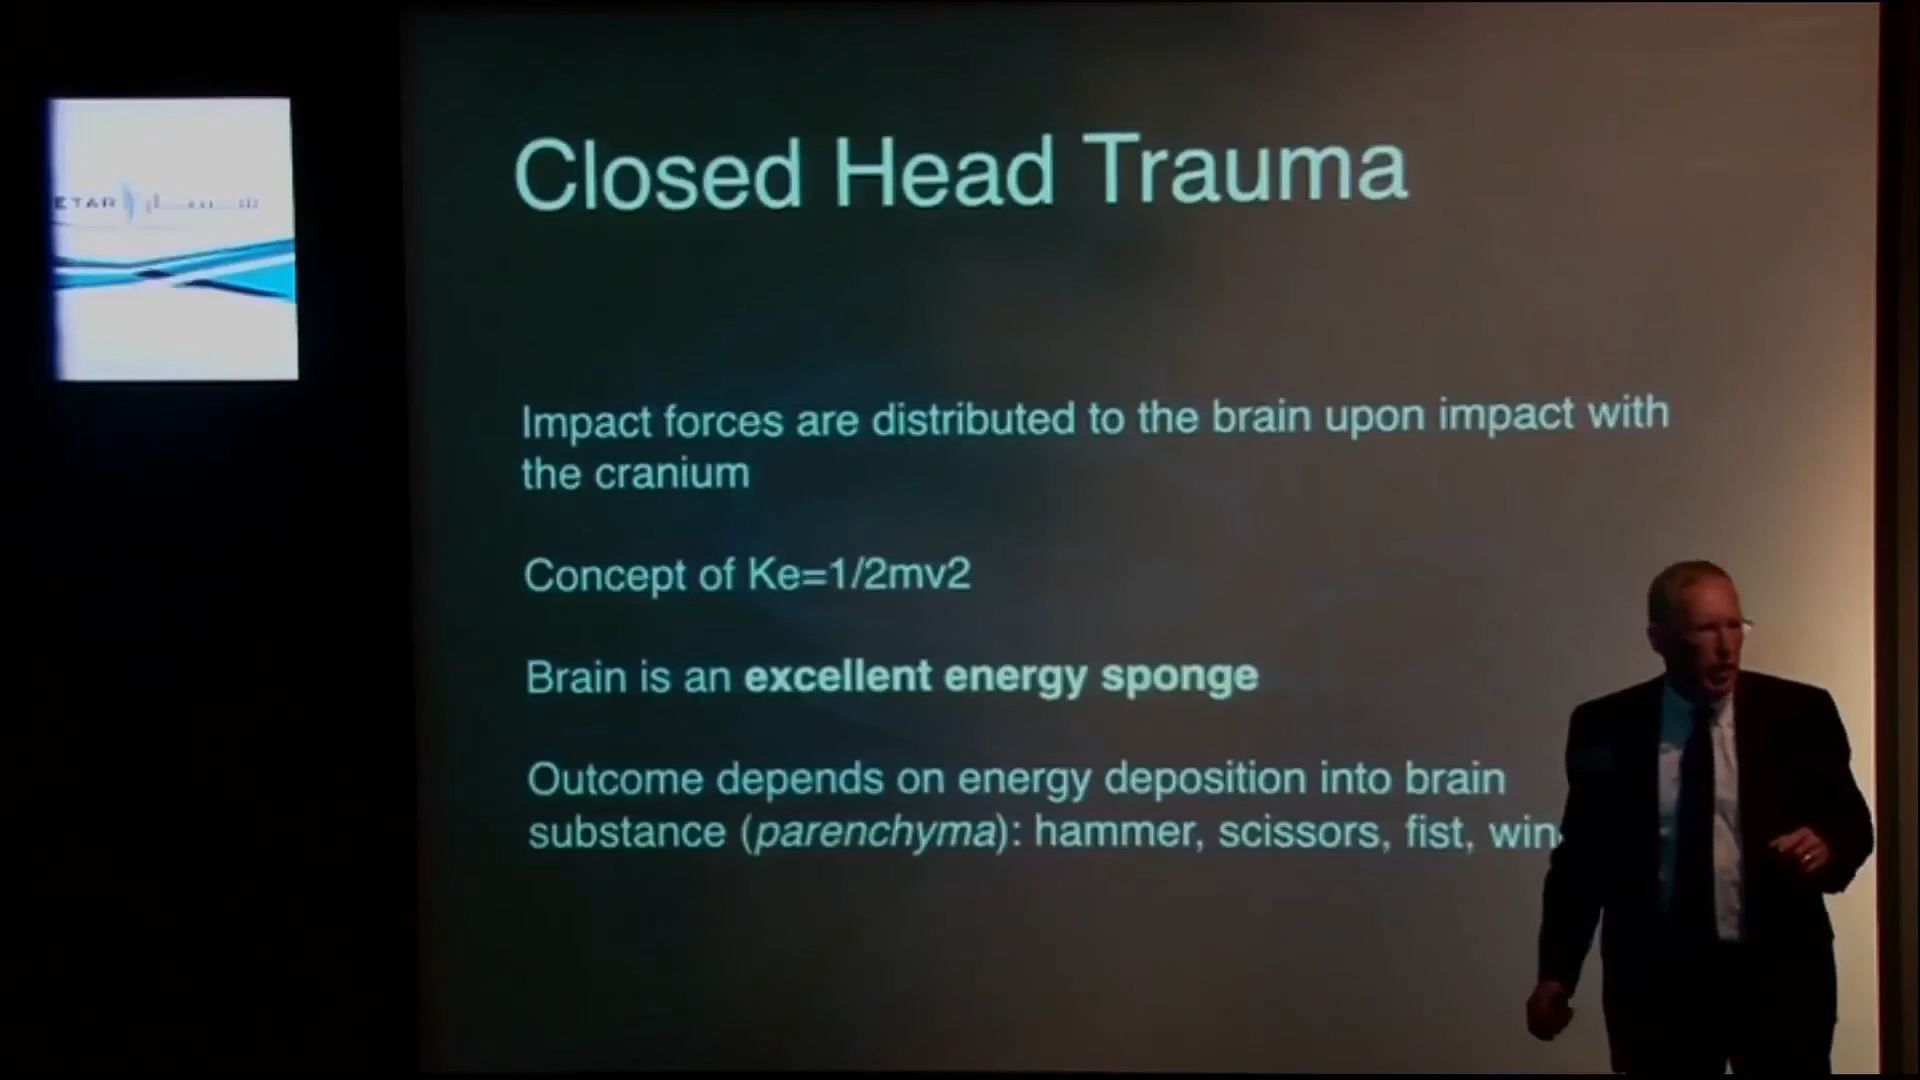 Closed Head Trauma
Impact forces are distributed to the brain upon impact with
the cranium
Concept of Ke=1/2mv2
Brain is an excellent energy sponge
Outcome depends on energy deposition into brain
substance (parenchyma): hammer, scissors, fist,
ETAR